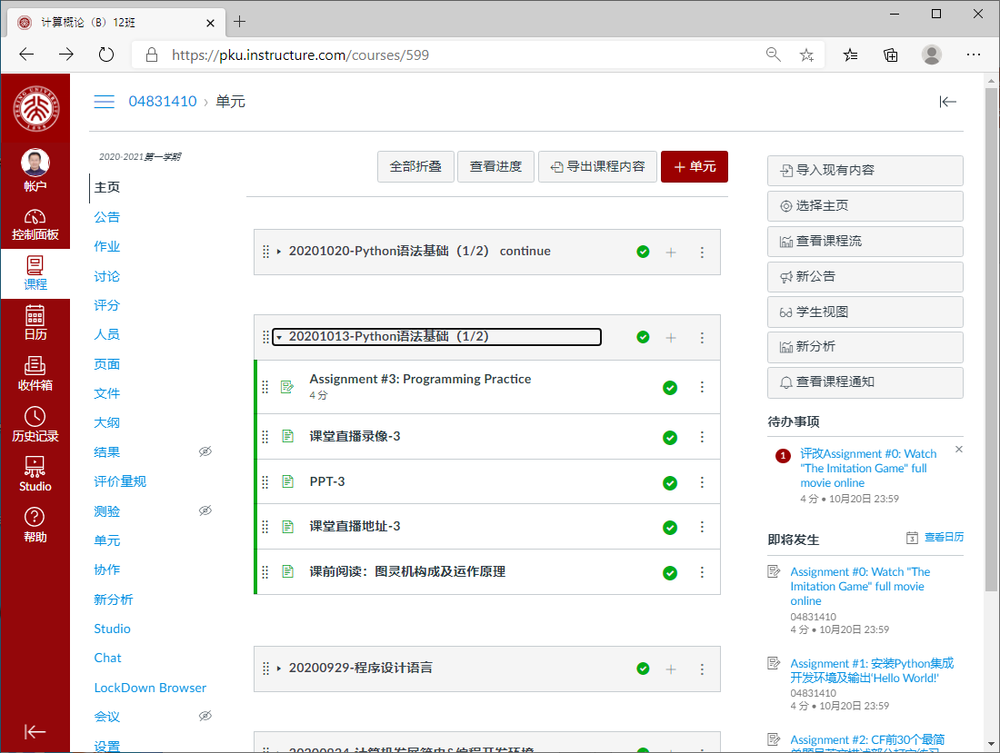 计算概论（B）12班
https://pku.instructure.com/courses/599
04831410 › 单元
帐户
控制面板
课程
日历
收件箱
历史记录
Studio
帮助
2020-2021第一学期
主页
公告
作业
讨论
评分
人员
页面
文件
大纲
结果
评价量规
测验
单元
协作
新分析
Studio
Chat
LockDown Browser
会议
设置
全部折叠
查看进度
导出课程内容
+ 单元
20201020-Python语法基础（1/2） continue
20201013-Python语法基础（1/2）
Assignment #3: Programming Practice
4 分
课堂直播录像-3
PPT-3
课堂直播地址-3
课前阅读：图灵机构成及运作原理
20200929-程序设计语言
20200924-计算机发展简史&编程开发环境
导入现有内容
选择主页
查看课程流
新公告
学生视图
新分析
查看课程通知
待办事项
1
评改Assignment #0: Watch
"The Imitation Game" full
movie online
4 分 • 10月20日 23:59
即将发生
3 查看日历
Assignment #0: Watch "The
Imitation Game" full movie
online
04831410
4 分 • 10月20日 23:59
Assignment #1: 安装Python集成
开发环境及输出'Hello World!'
04831410
4 分 • 10月20日 23:59
Assignment #2: CF前30个最简